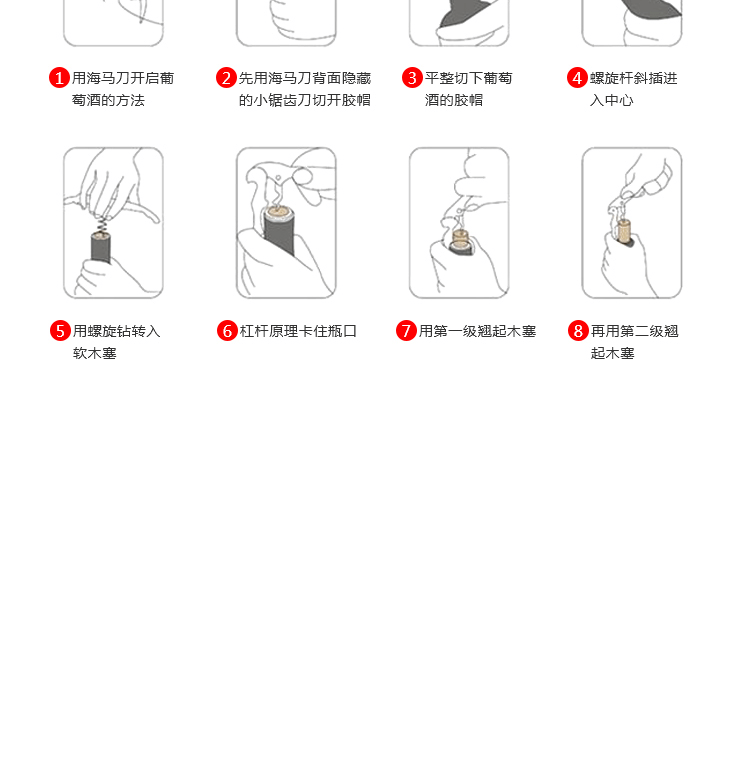 1 用海马刀开启葡
萄酒的方法
2 先用海马刀背面隐藏
的小锯齿刀切开胶帽
3 平整切下葡萄
酒的胶帽
4 螺旋杆斜插进
入中心
5 用螺旋钻转入
软木塞
6 杠杆原理卡住瓶口
7 用第一级翘起木塞
8 再用第二级翘
起木塞